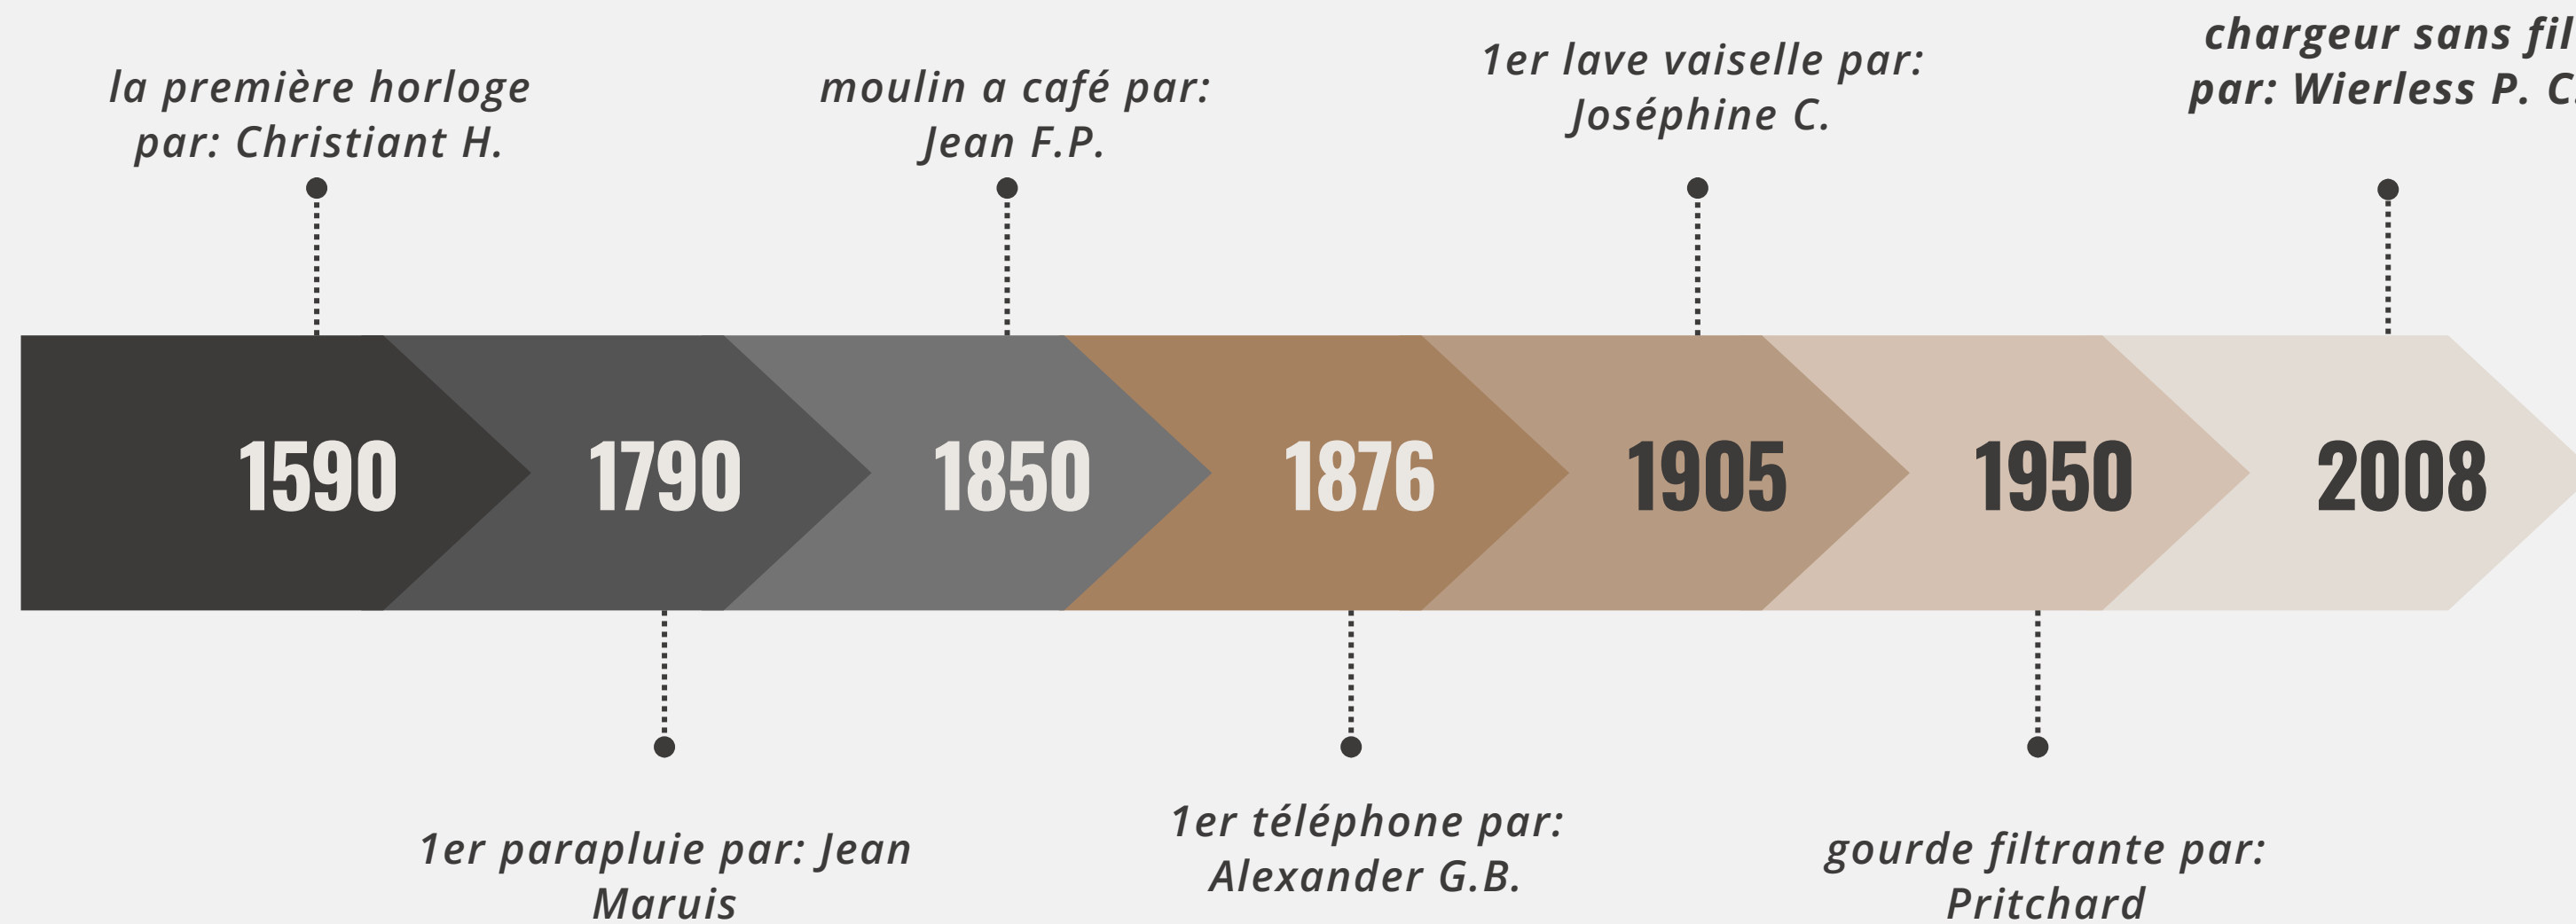 la première horloge
par: Christiant H.
moulin a café par:
Jean F.P.
1er lave vaiselle par:
Joséphine C.
chargeur sans fil
par: Wierless P. C.
1590
1790
1850
1876
1905
1950
2008
1er parapluie par: Jean
Maruis
1er téléphone par:
Alexander G.B.
gourde filtrante par:
Pritchard